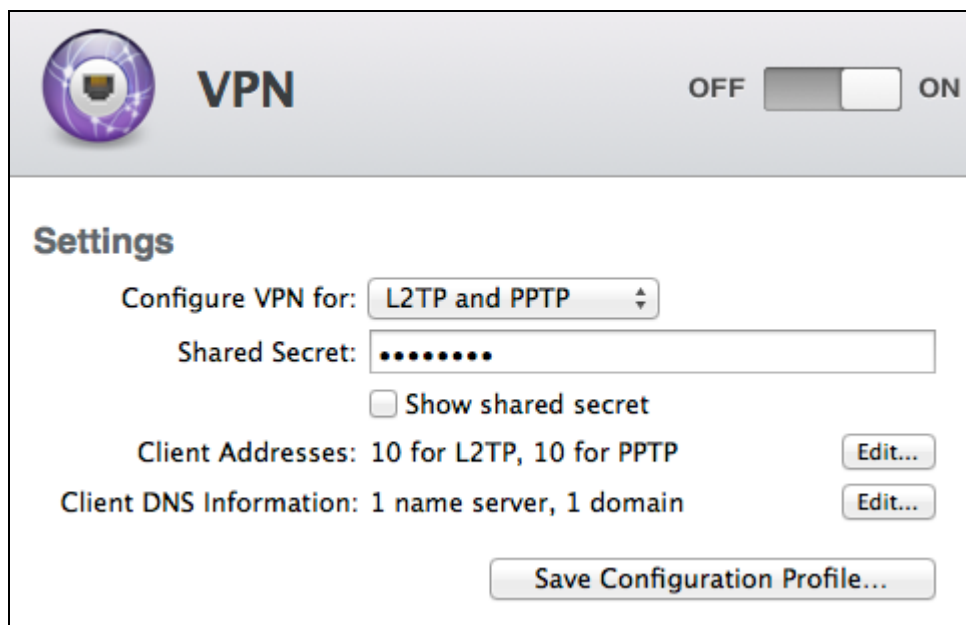 VPN
OFF ON
Settings
Configure VPN for: L2TP and PPTP
Shared Secret: ••••••••
Show shared secret
Client Addresses: 10 for L2TP, 10 for PPTP Edit...
Client DNS Information: 1 name server, 1 domain Edit...
Save Configuration Profile...